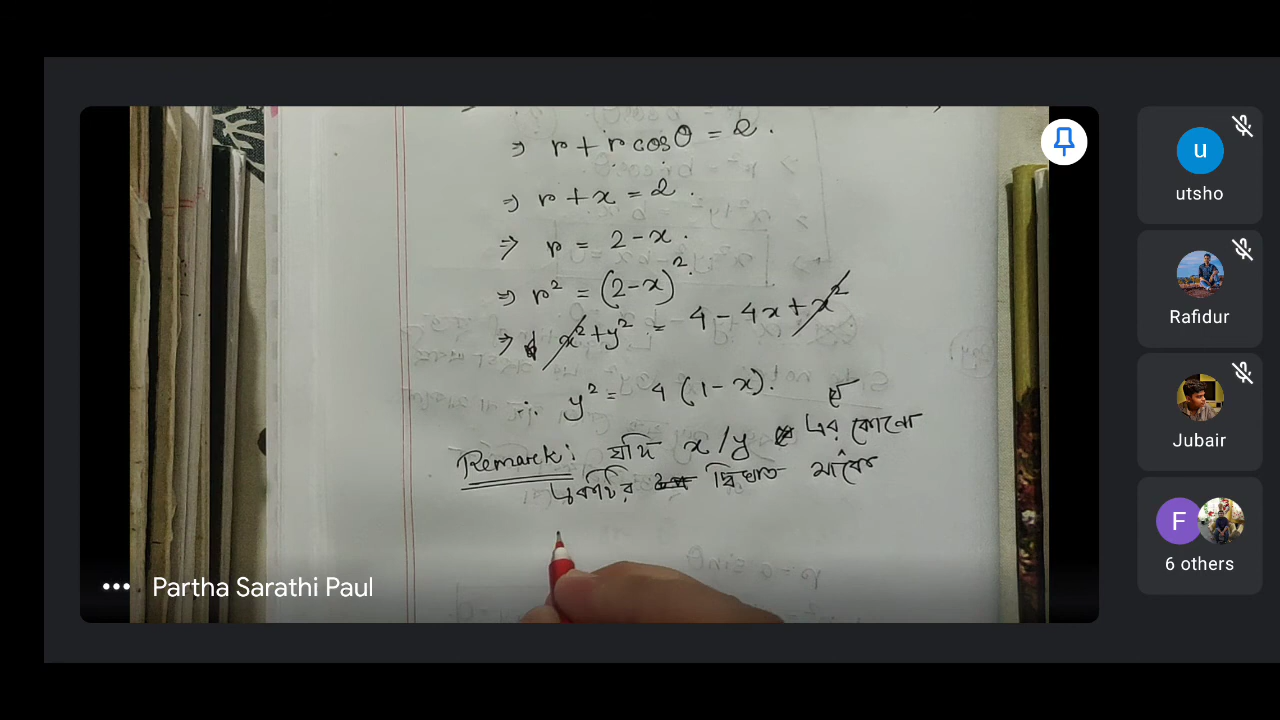 ⇒ r + r cosθ = 2.
⇒ r + x = 2.
⇒ r = 2 - x.
⇒ r² = (2-x)².
⇒ x² + y² = 4 - 4x + x²
∴ y² = 4 (1 - x).
Remark: যদি x/y এর কোনো
একটির দ্বিঘাত থাকে
Partha Sarathi Paul
u
utsho
Rafidur
Jubair
F
6 others